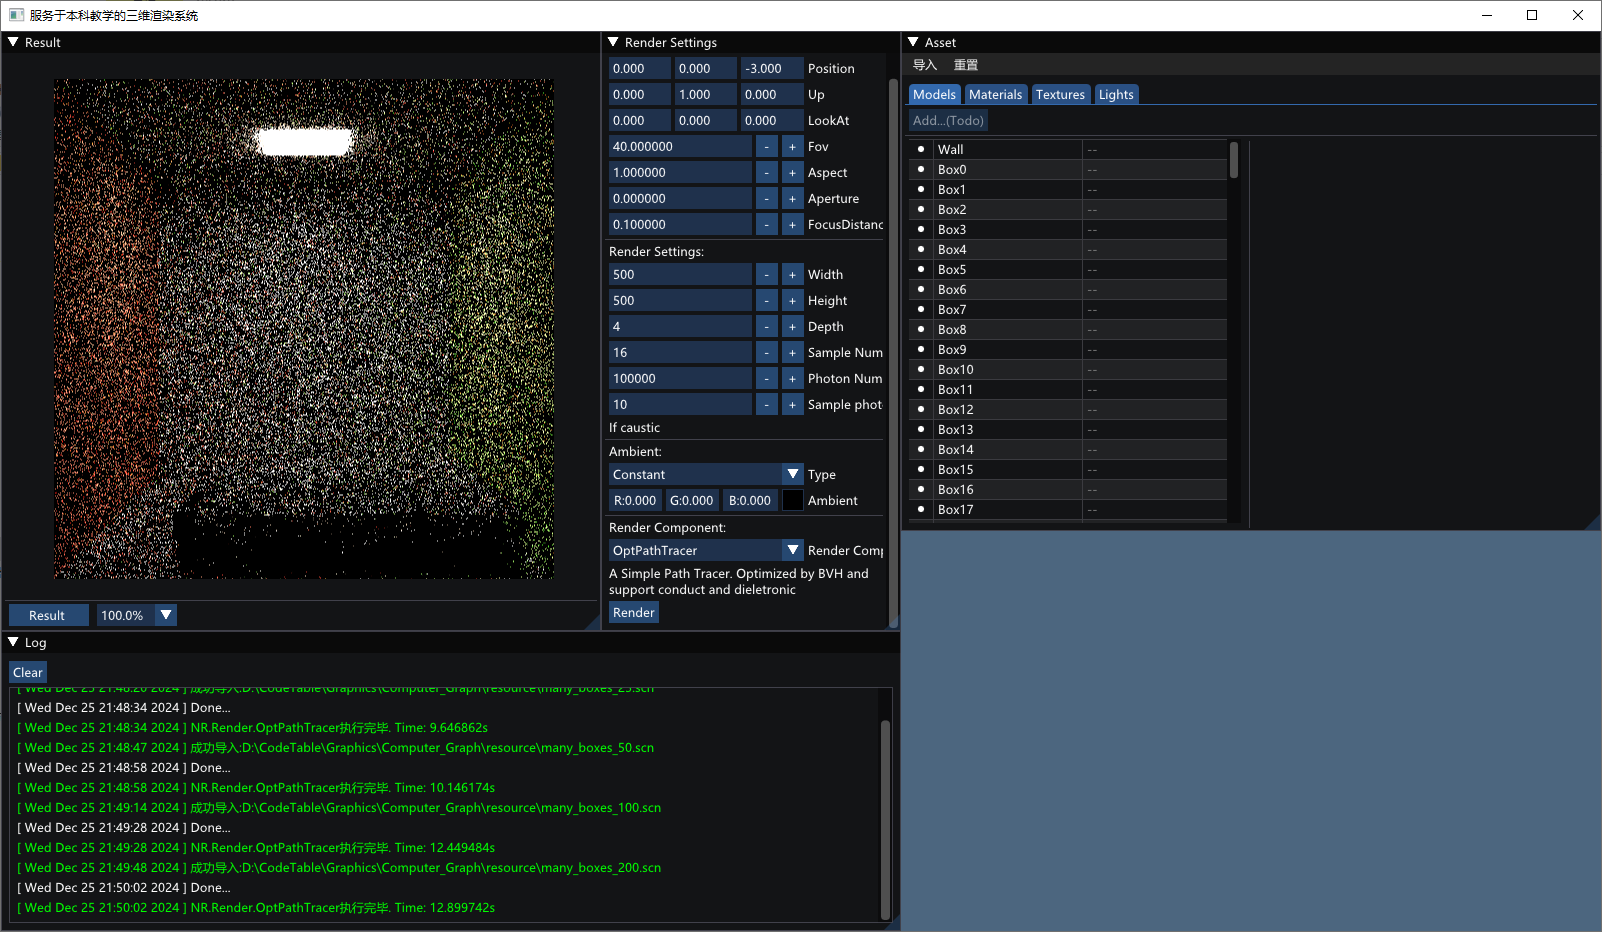 服务于本科教学的三维渲染系统
Result
Result
100.0%
Render Settings
0.000 0.000 -3.000 Position
0.000 1.000 0.000 Up
0.000 0.000 0.000 LookAt
40.000000 - + Fov
1.000000 - + Aspect
0.000000 - + Aperture
0.100000 - + FocusDistanc
Render Settings:
500 - + Width
500 - + Height
4 - + Depth
16 - + Sample Num
100000 - + Photon Num
10 - + Sample phot
If caustic
Ambient:
Constant Type
R:0.000 G:0.000 B:0.000 Ambient
Render Component:
OptPathTracer Render Comp
A Simple Path Tracer. Optimized by BVH and
support conduct and dieletronic
Render
Asset
导入 重置
Models Materials Textures Lights
Add...(Todo)
Wall --
Box0 --
Box1 --
Box2 --
Box3 --
Box4 --
Box5 --
Box6 --
Box7 --
Box8 --
Box9 --
Box10 --
Box11 --
Box12 --
Box13 --
Box14 --
Box15 --
Box16 --
Box17 --
Log
Clear
[ Wed Dec 25 21:48:20 2024 ] 成功导入:D:\CodeTable\Graphics\Computer_Graph\resource\many_boxes_25.scn
[ Wed Dec 25 21:48:34 2024 ] Done...
[ Wed Dec 25 21:48:34 2024 ] NR.Render.OptPathTracer执行完毕. Time: 9.646862s
[ Wed Dec 25 21:48:47 2024 ] 成功导入:D:\CodeTable\Graphics\Computer_Graph\resource\many_boxes_50.scn
[ Wed Dec 25 21:48:58 2024 ] Done...
[ Wed Dec 25 21:48:58 2024 ] NR.Render.OptPathTracer执行完毕. Time: 10.146174s
[ Wed Dec 25 21:49:14 2024 ] 成功导入:D:\CodeTable\Graphics\Computer_Graph\resource\many_boxes_100.scn
[ Wed Dec 25 21:49:28 2024 ] Done...
[ Wed Dec 25 21:49:28 2024 ] NR.Render.OptPathTracer执行完毕. Time: 12.449484s
[ Wed Dec 25 21:49:48 2024 ] 成功导入:D:\CodeTable\Graphics\Computer_Graph\resource\many_boxes_200.scn
[ Wed Dec 25 21:50:02 2024 ] Done...
[ Wed Dec 25 21:50:02 2024 ] NR.Render.OptPathTracer执行完毕. Time: 12.899742s